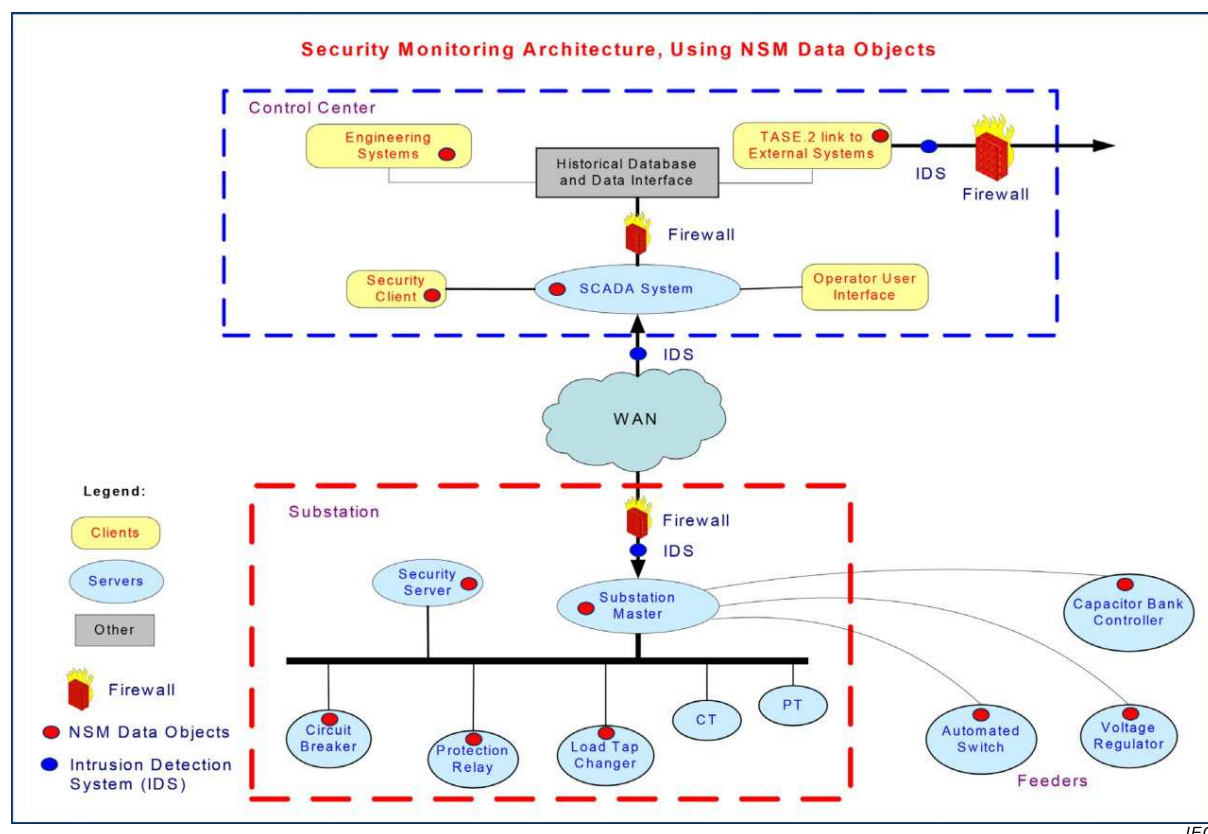 Security Monitoring Architecture, Using NSM Data Objects
Control Center
Engineering
Systems
TASE.2 link to
External Systems
IDS
Firewall
Historical Database
and Data Interface
Firewall
Security
Client
SCADA System
Operator User
Interface
IDS
WAN
Legend:
Clients
Servers
Other
Firewall
NSM Data Objects
Intrusion Detection
System (IDS)
Substation
Firewall
IDS
Security
Server
Substation
Master
Capacitor Bank
Controller
Circuit
Breaker
Protection
Relay
Load Tap
Changer
CT
PT
Automated
Switch
Voltage
Regulator
Feeders
IEC